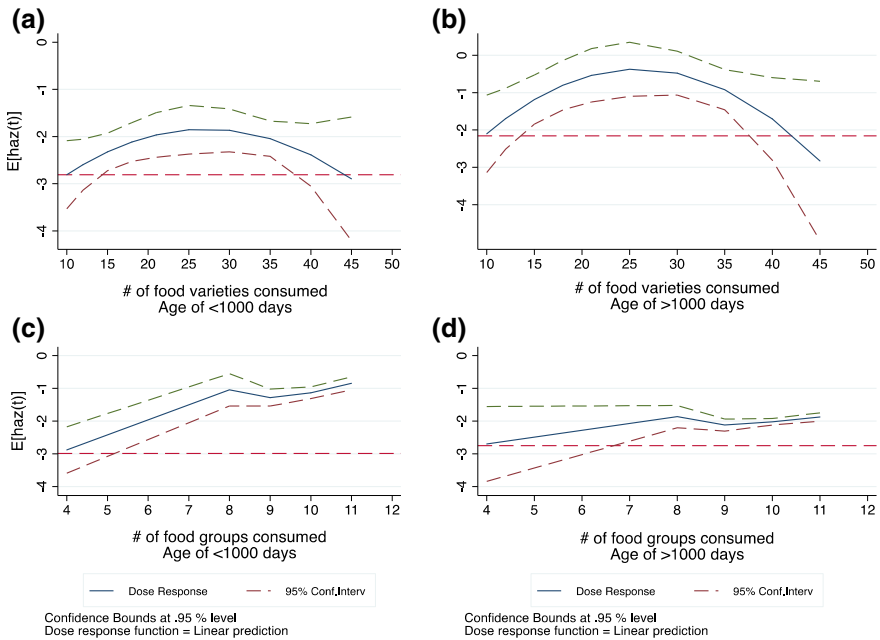 (a)
0
-1
-2
-3
-4
E[haz(t)]
10 15 20 25 30 35 40 45 50
# of food varieties consumed
Age of <1000 days
(b)
0
-1
-2
-3
-4
10 15 20 25 30 35 40 45 50
# of food varieties consumed
Age of >1000 days
(c)
0
-1
-2
-3
-4
E[haz(t)]
4 5 6 7 8 9 10 11 12
# of food groups consumed
Age of <1000 days
Dose Response 95% Conf.Interv
Confidence Bounds at .95 % level
Dose response function = Linear prediction
(d)
0
-1
-2
-3
-4
4 5 6 7 8 9 10 11 12
# of food groups consumed
Age of >1000 days
Dose Response 95% Conf.Interv
Confidence Bounds at .95 % level
Dose response function = Linear prediction